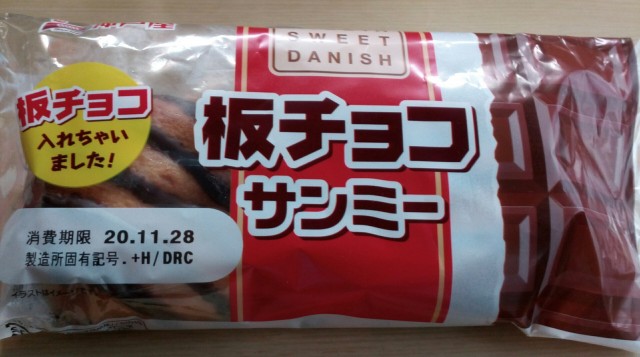 SWEET
DANISH
板チョコ
入れちゃい
ました!
板チョコ
サンミー
消費期限 20.11.28
製造所固有記号.+H/DRC